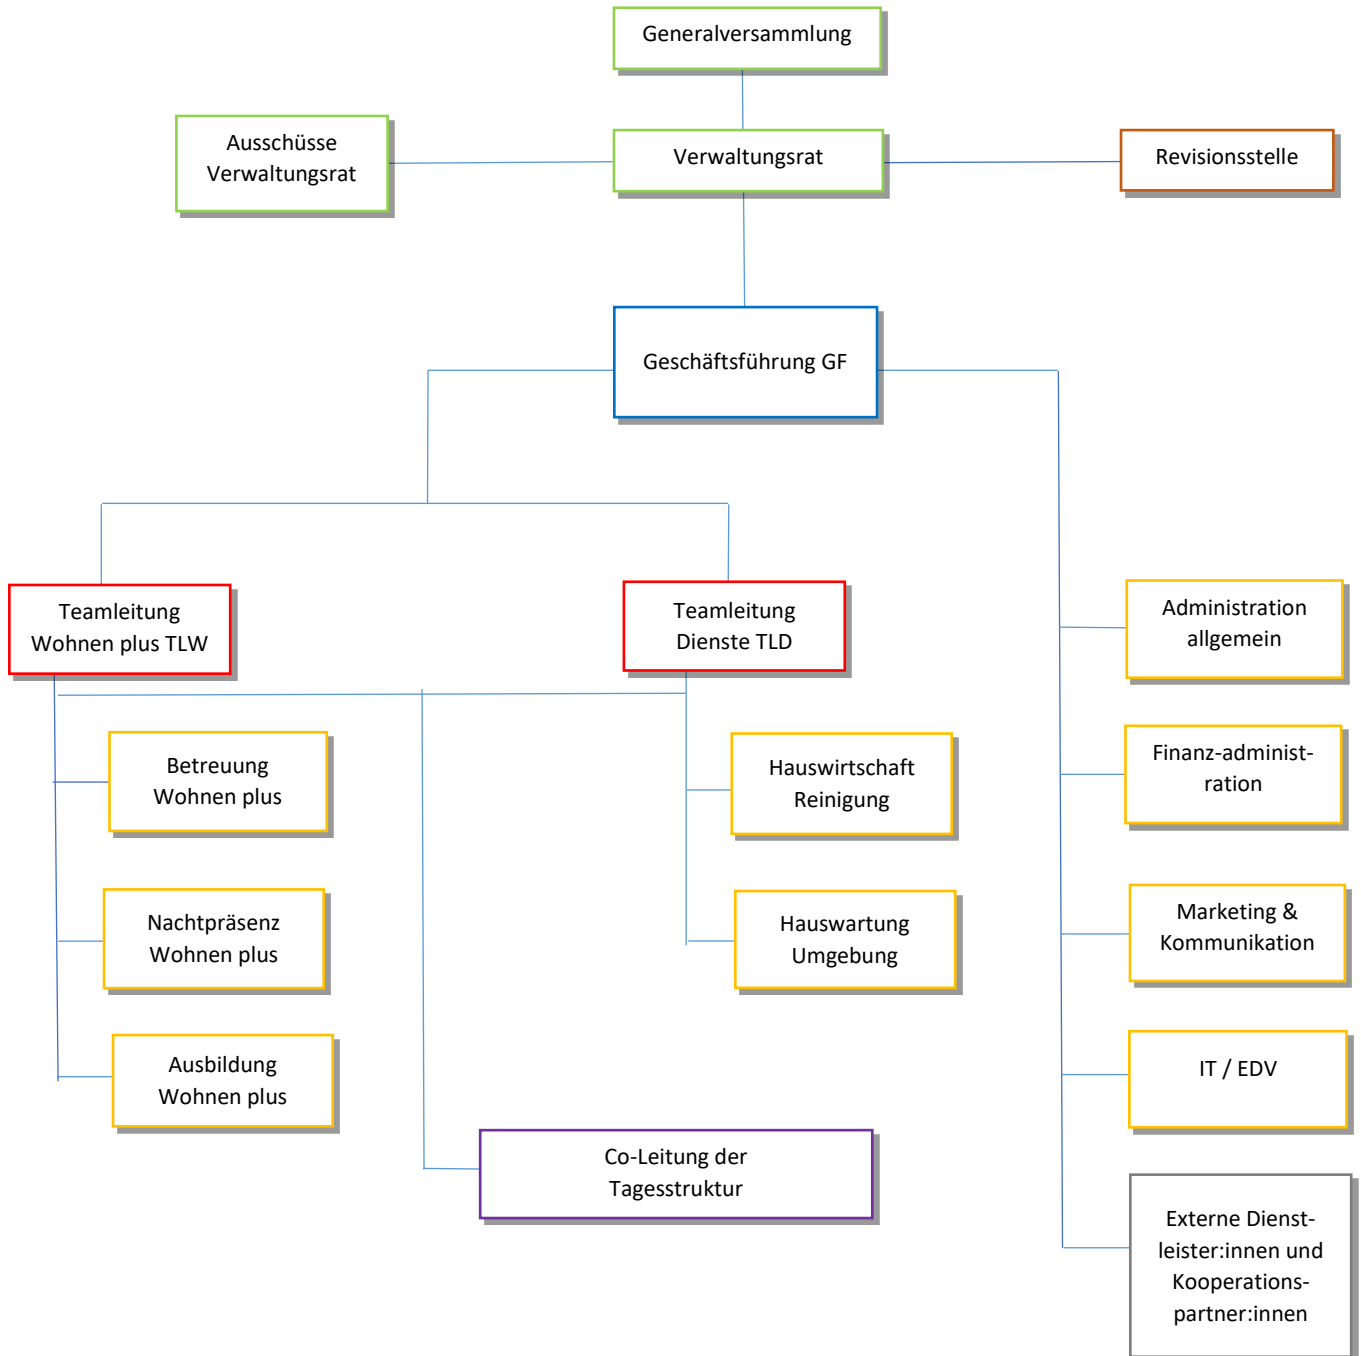 Generalversammlung
Ausschüsse
Verwaltungsrat
Verwaltungsrat
Revisionsstelle
Geschäftsführung GF
Teamleitung
Wohnen plus TLW
Teamleitung
Dienste TLD
Administration
allgemein
Betreuung
Wohnen plus
Hauswirtschaft
Reinigung
Finanz-administ-
ration
Nachtpräsenz
Wohnen plus
Hauswartung
Umgebung
Marketing &
Kommunikation
Ausbildung
Wohnen plus
IT / EDV
Co-Leitung der
Tagesstruktur
Externe Dienst-
leister:innen und
Kooperations-
partner:innen